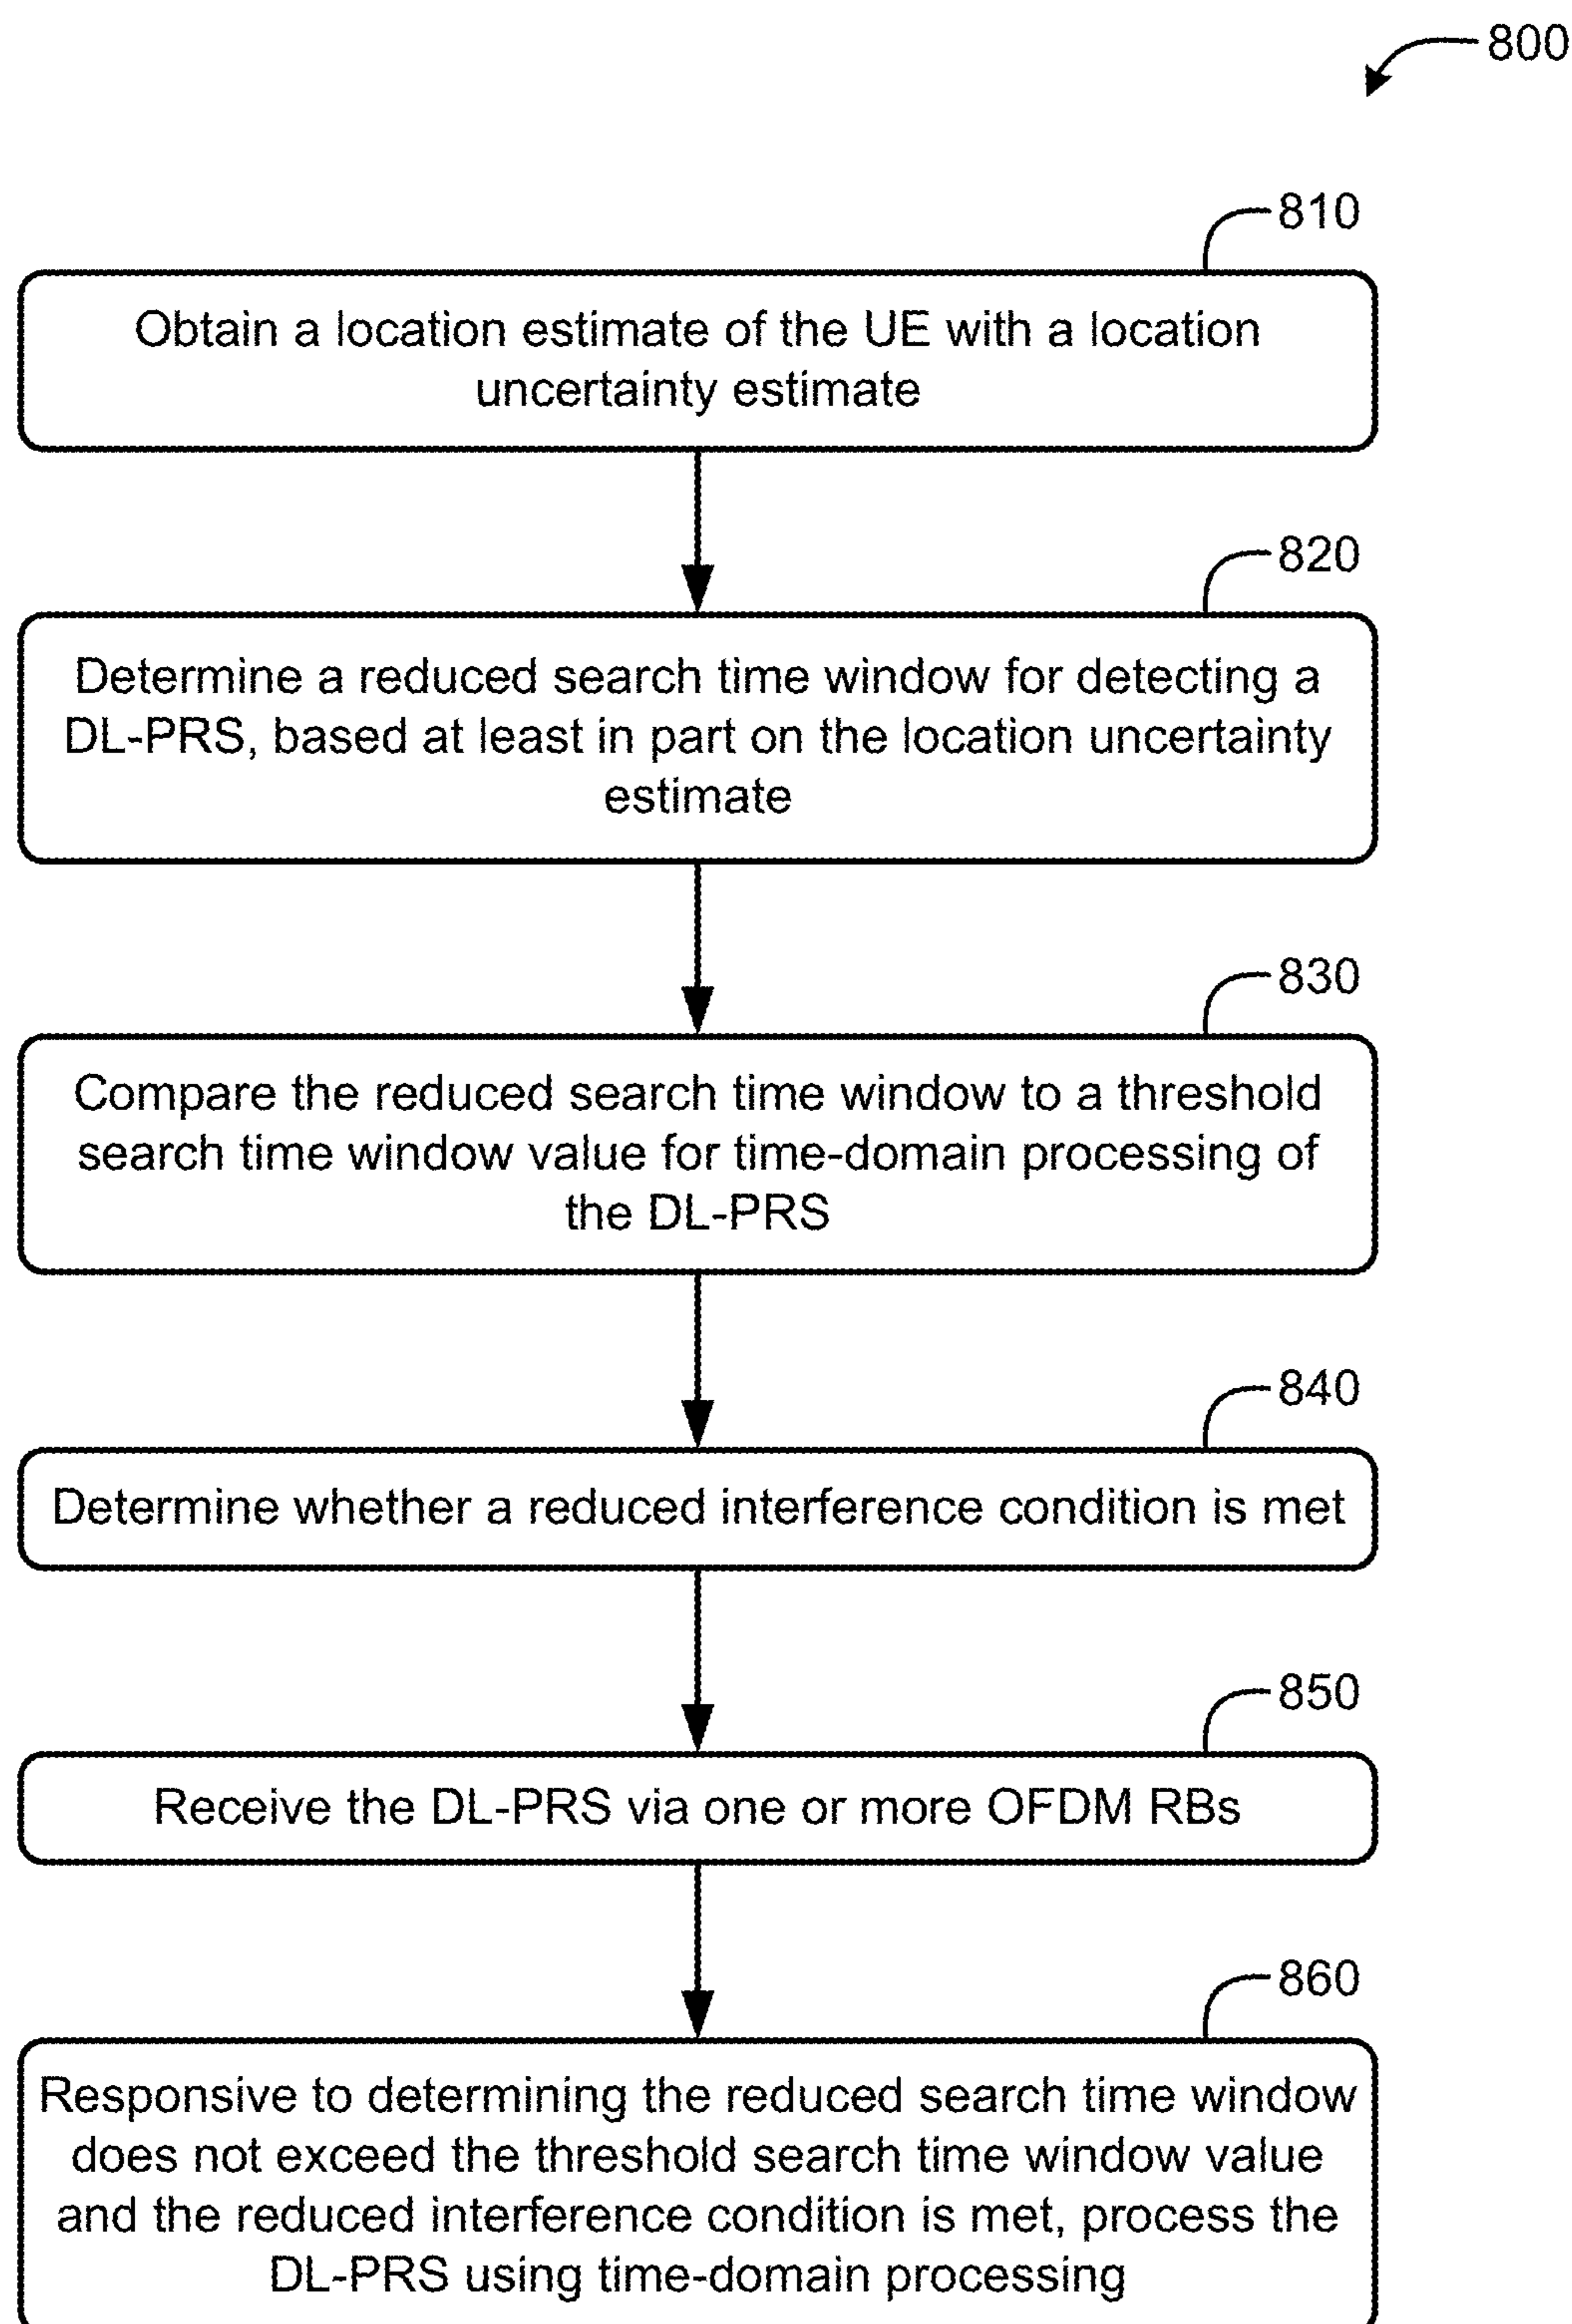 800
810
Obtain a location estimate of the UE with a location
uncertainty estimate
820
Determine a reduced search time window for detecting a
DL-PRS, based at least in part on the location uncertainty
estimate
830
Compare the reduced search time window to a threshold
search time window value for time-domain processing of
the DL-PRS
840
Determine whether a reduced interference condition is met
850
Receive the DL-PRS via one or more OFDM RBs
860
Responsive to determining the reduced search time window
does not exceed the threshold search time window value
and the reduced interference condition is met, process the
DL-PRS using time-domain processing